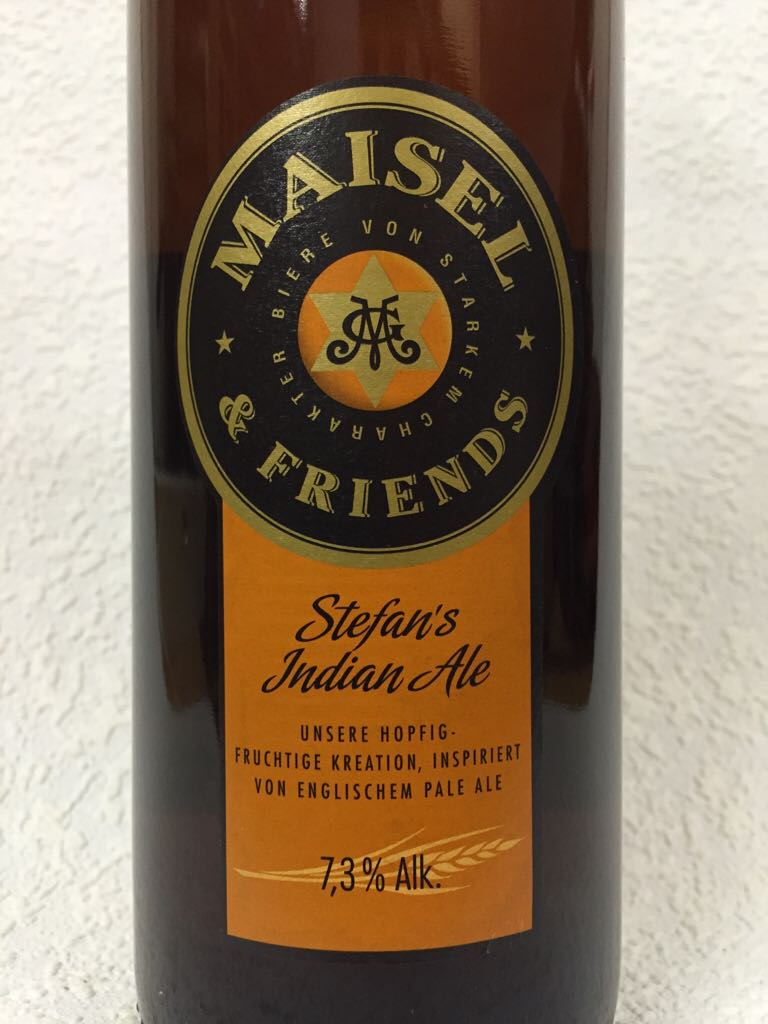 MAISEL
& FRIENDS
BIERE VON STARKEM CHARAKTER
MG
Stefan's
Indian Ale
UNSERE HOPFIG-
FRUCHTIGE KREATION, INSPIRIERT
VON ENGLISCHEM PALE ALE
7,3 % Alk.